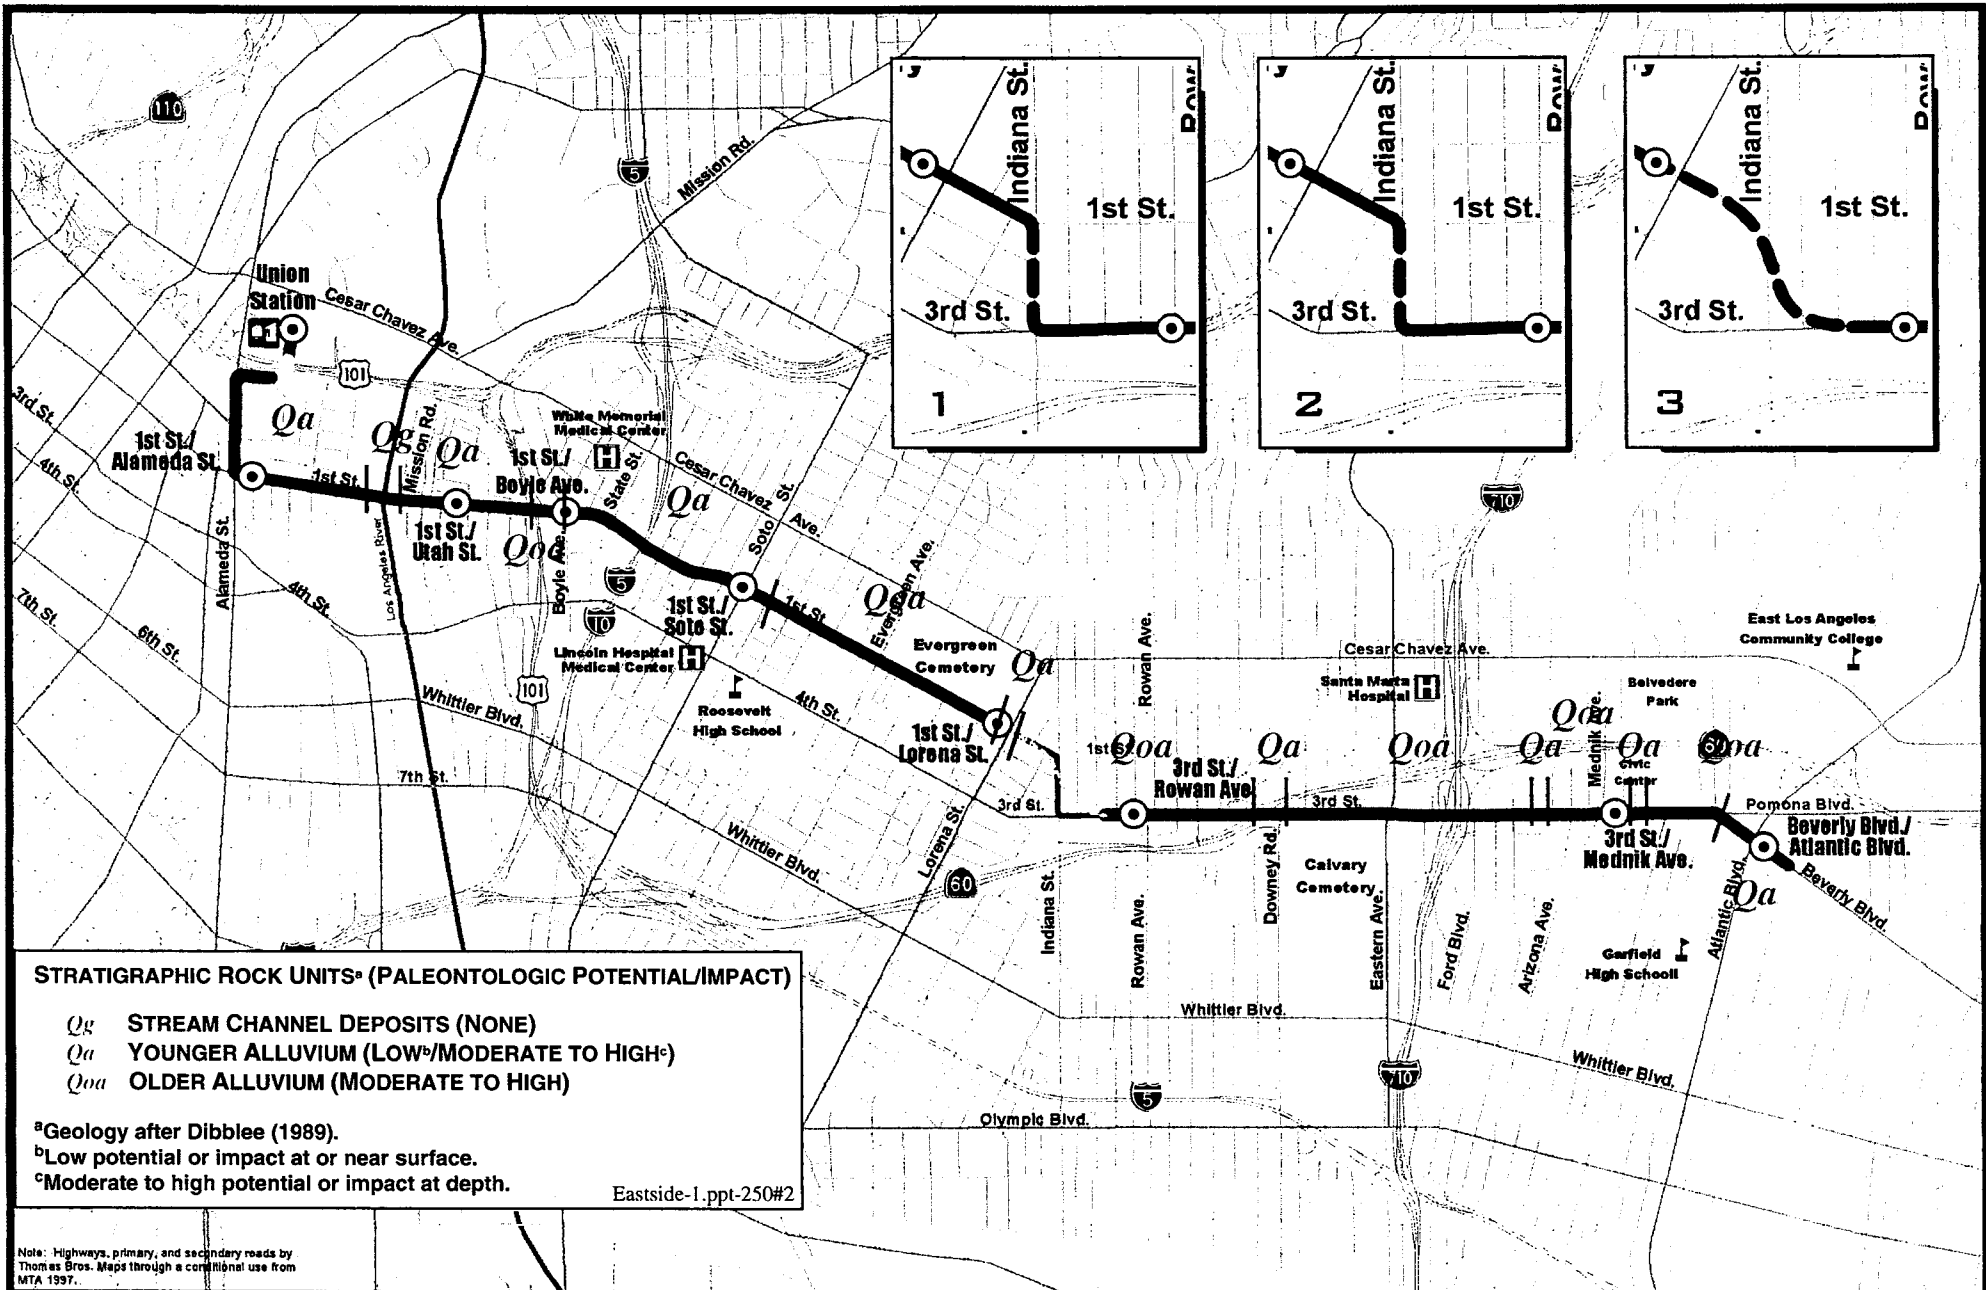 110
5
Mission Rd.
Union
Station
Cesar Chavez Ave.
101
3rd St.
4th St.
7th St.
6th St.
1st St./
Alameda St.
Qa
Qg
Mission Rd.
Qa
1st St.
1st St./
Utah St.
Los Angeles River
Alameda St.
4th St.
White Memorial
Medical Center
H
1st St./
Boyle Ave.
State St.
Qoa
Boyle Ave.
Cesar Chavez Ave.
Qa
Soto St.
5
10
101
1st St./
Soto St.
Lincoln Hospital
Medical Center
H
Roosevelt
High School
Whittier Blvd.
7th St.
4th St.
1st St.
Evergreen Ave.
Qoa
Evergreen
Cemetery
Qa
1st St./
Lorena St.
Lorena St.
Whittier Blvd.
60
Indiana St.
1st St.
3rd St.
1
Indiana St.
1st St.
3rd St.
2
Indiana St.
1st St.
3rd St.
3
710
Rowan Ave.
Cesar Chavez Ave.
Santa Marta
Hospital
H
East Los Angeles
Community College
Belvedere
Park
1st St.
Qoa
Qa
Qoa
Qa
Qoa
Mednik Ave.
Qa
Civic
Center
Qoa
3rd St./
Rowan Ave
3rd St.
3rd St./
Mednik Ave.
Pomona Blvd.
Beverly Blvd./
Atlantic Blvd.
Qa
Beverly Blvd.
Atlantic Blvd.
Calvary
Cemetery
Indiana St.
Rowan Ave.
Downey Rd.
Eastern Ave.
Ford Blvd.
Arizona Ave.
Garfield
High Schooll
Whittier Blvd.
Whittier Blvd.
710
5
Olympic Blvd.
STRATIGRAPHIC ROCK UNITSª (PALEONTOLOGIC POTENTIAL/IMPACT)
Qg STREAM CHANNEL DEPOSITS (NONE)
Qa YOUNGER ALLUVIUM (LOWᵇ/MODERATE TO HIGHᶜ)
Qoa OLDER ALLUVIUM (MODERATE TO HIGH)
ªGeology after Dibblee (1989).
ᵇLow potential or impact at or near surface.
ᶜModerate to high potential or impact at depth.
Eastside-1.ppt-250#2
Note: Highways, primary, and secondary roads by
Thomas Bros. Maps through a conditional use from
MTA 1997.